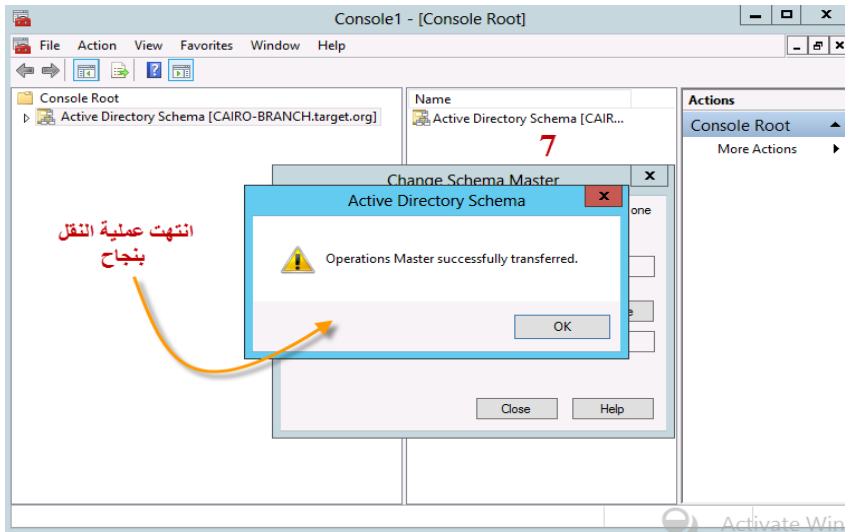 Console1 - [Console Root]
File Action View Favorites Window Help
Console Root
Active Directory Schema [CAIRO-BRANCH.target.org]
Name
Active Directory Schema [CAIR...
Actions
Console Root
More Actions
7
Change Schema Master
one
Active Directory Schema
Operations Master successfully transferred.
OK
Close
Help
انتهت عملية النقل
بنجاح
Activate Win